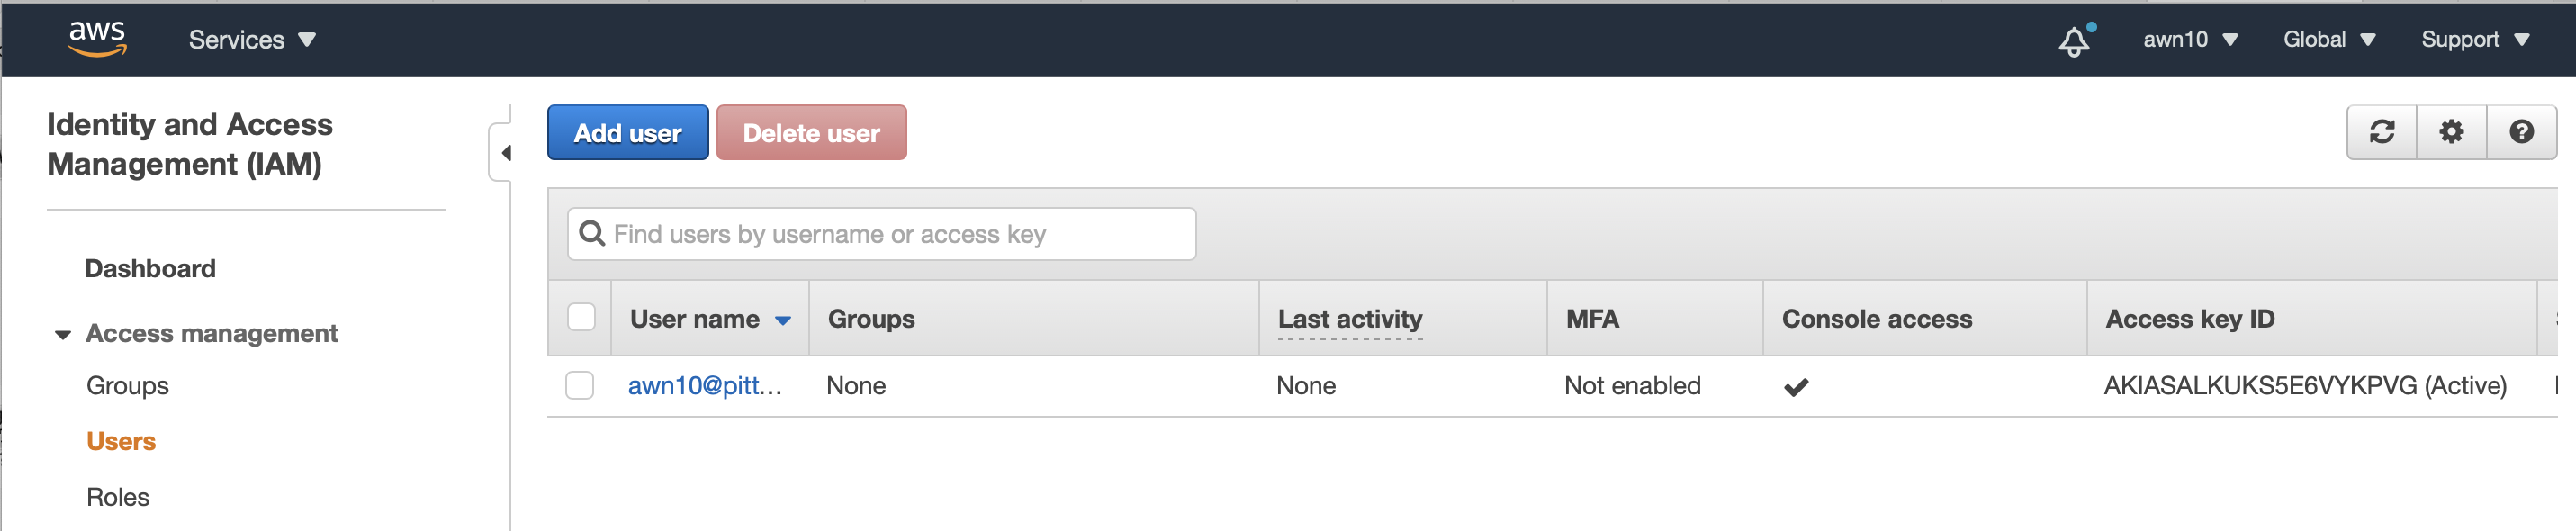 aws
Services
awn10
Global
Support
Identity and Access
Management (IAM)
Dashboard
Access management
Groups
Users
Roles
Add user
Delete user
Find users by username or access key
User name Groups Last activity MFA Console access Access key ID
awn10@pitt... None None Not enabled AKIASALKUKS5E6VYKPVG (Active)